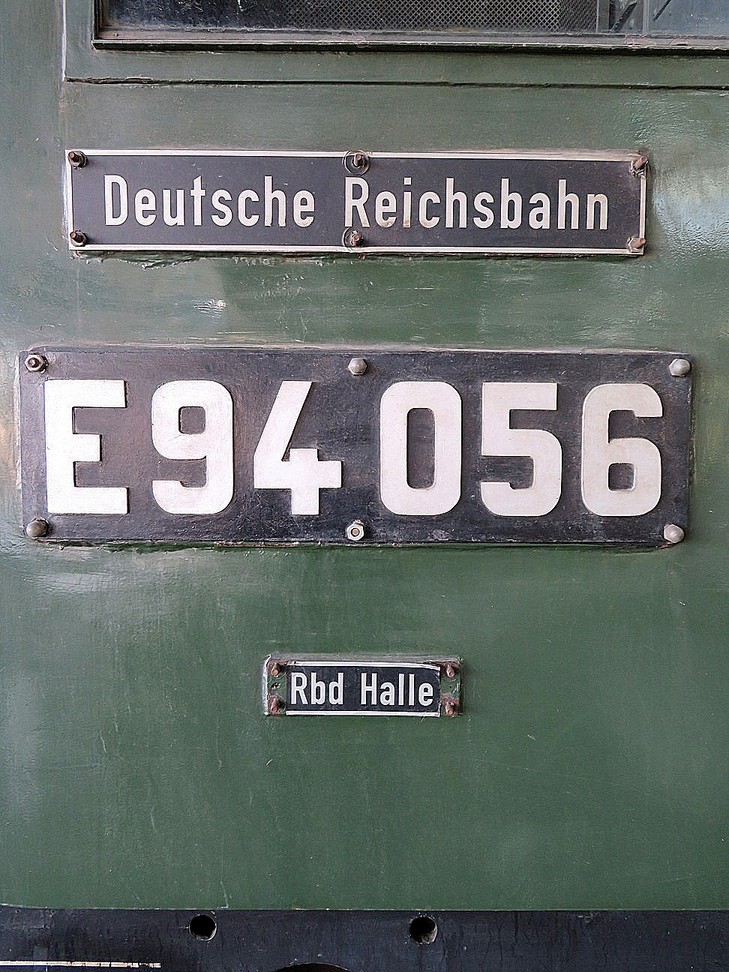 Deutsche Reichsbahn
E94 056
Rbd Halle